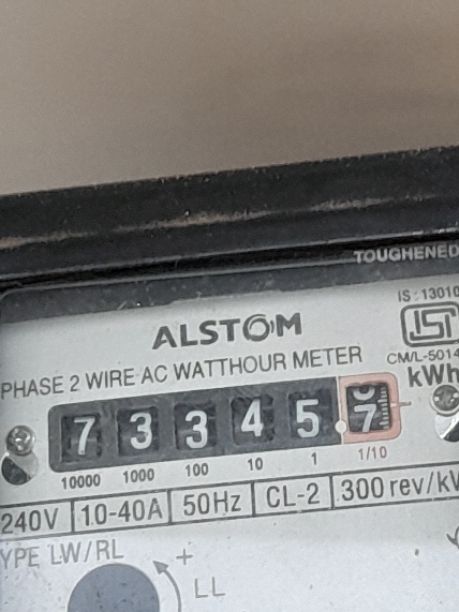 TOUGHENED
IS : 13010
ALSTOM
CM/L-5014
PHASE 2 WIRE AC WATTHOUR METER
kWh
7 3 3 4 5 . 7
10000 1000 100 10 1 1/10
240V 10-40A 50Hz CL-2 300 rev/kW
YPE LW/RL
+
LL